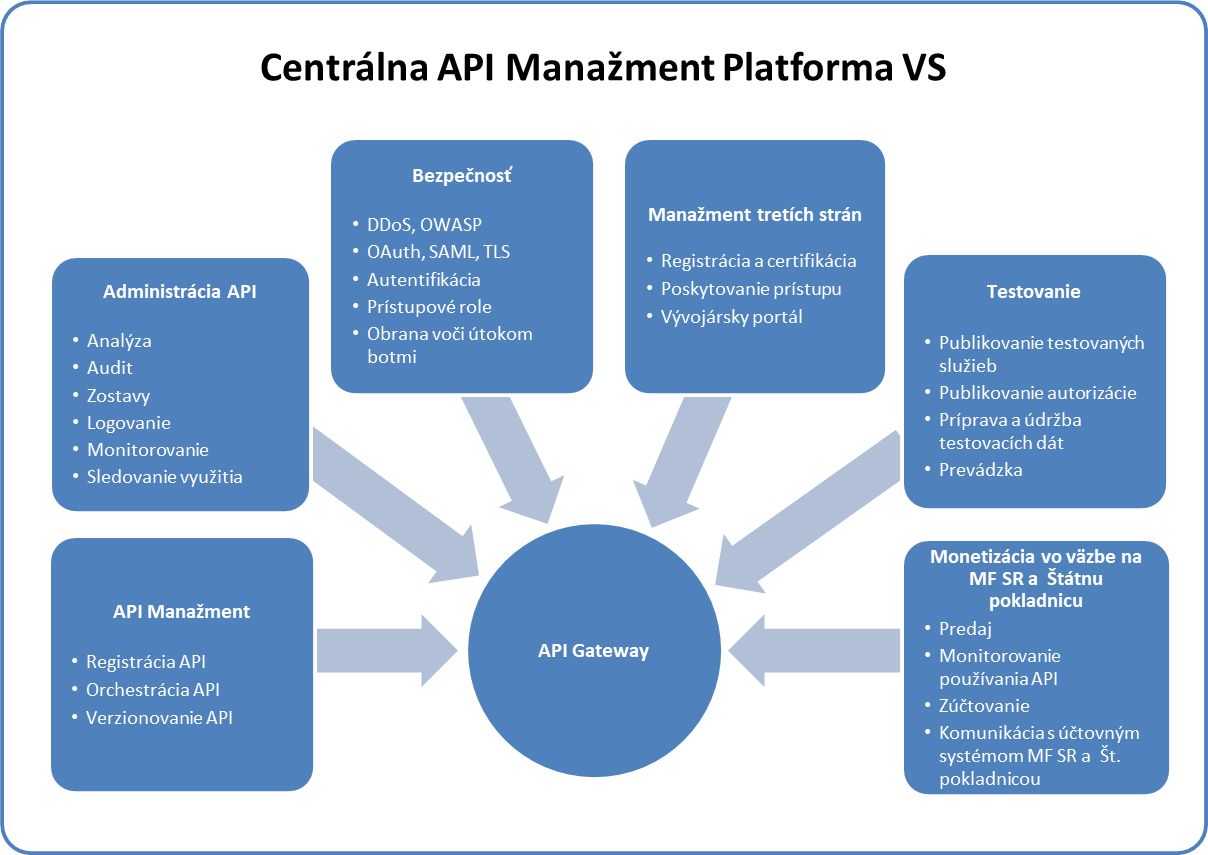 Centrálna API Manažment Platforma VS
Bezpečnosť
• DDoS, OWASP
• OAuth, SAML, TLS
• Autentifikácia
• Prístupové role
• Obrana voči útokom
botmi
Manažment tretích strán
• Registrácia a certifikácia
• Poskytovanie prístupu
• Vývojársky portál
Administrácia API
• Analýza
• Audit
• Zostavy
• Logovanie
• Monitorovanie
• Sledovanie využitia
Testovanie
• Publikovanie testovaných
služieb
• Publikovanie autorizácie
• Príprava a údržba
testovacích dát
• Prevádzka
API Manažment
• Registrácia API
• Orchestrácia API
• Verzionovanie API
API Gateway
Monetizácia vo väzbe na
MF SR a Štátnu
pokladnicu
• Predaj
• Monitorovanie
používania API
• Zúčtovanie
• Komunikácia s účtovným
systémom MF SR a Št.
pokladnicou